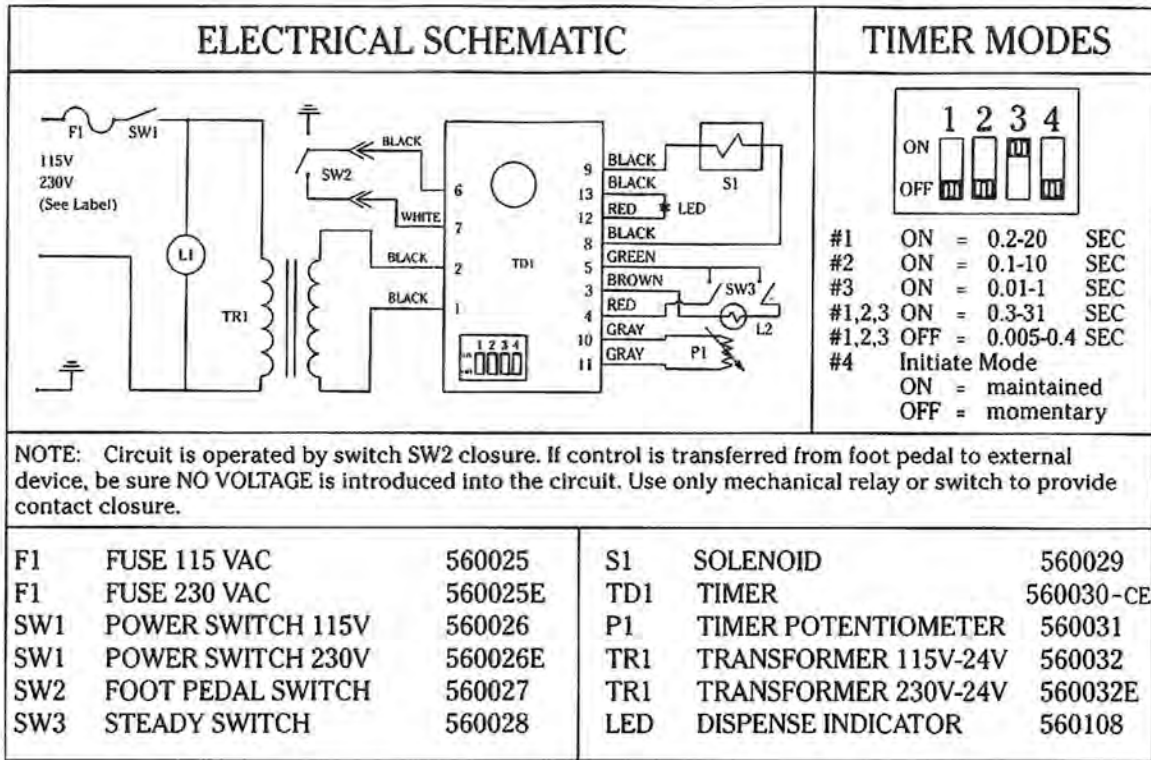 ELECTRICAL SCHEMATIC
F1 SW1
115V
230V
(See Label)
L1
TR1
SW2
BLACK
WHITE
BLACK
BLACK
6
7
2
1
TD1
1 2 3 4
9 BLACK
13 BLACK
12 RED
8 BLACK
5 GREEN
3 BROWN
4 RED
10 GRAY
11 GRAY
S1
LED
SW3
L2
P1
TIMER MODES
1 2 3 4
ON
OFF
#1 ON = 0.2-20 SEC
#2 ON = 0.1-10 SEC
#3 ON = 0.01-1 SEC
#1,2,3 ON = 0.3-31 SEC
#1,2,3 OFF = 0.005-0.4 SEC
#4 Initiate Mode
ON = maintained
OFF = momentary
NOTE: Circuit is operated by switch SW2 closure. If control is transferred from foot pedal to external
device, be sure NO VOLTAGE is introduced into the circuit. Use only mechanical relay or switch to provide
contact closure.
F1 FUSE 115 VAC 560025
F1 FUSE 230 VAC 560025E
SW1 POWER SWITCH 115V 560026
SW1 POWER SWITCH 230V 560026E
SW2 FOOT PEDAL SWITCH 560027
SW3 STEADY SWITCH 560028
S1 SOLENOID 560029
TD1 TIMER 560030-CE
P1 TIMER POTENTIOMETER 560031
TR1 TRANSFORMER 115V-24V 560032
TR1 TRANSFORMER 230V-24V 560032E
LED DISPENSE INDICATOR 560108